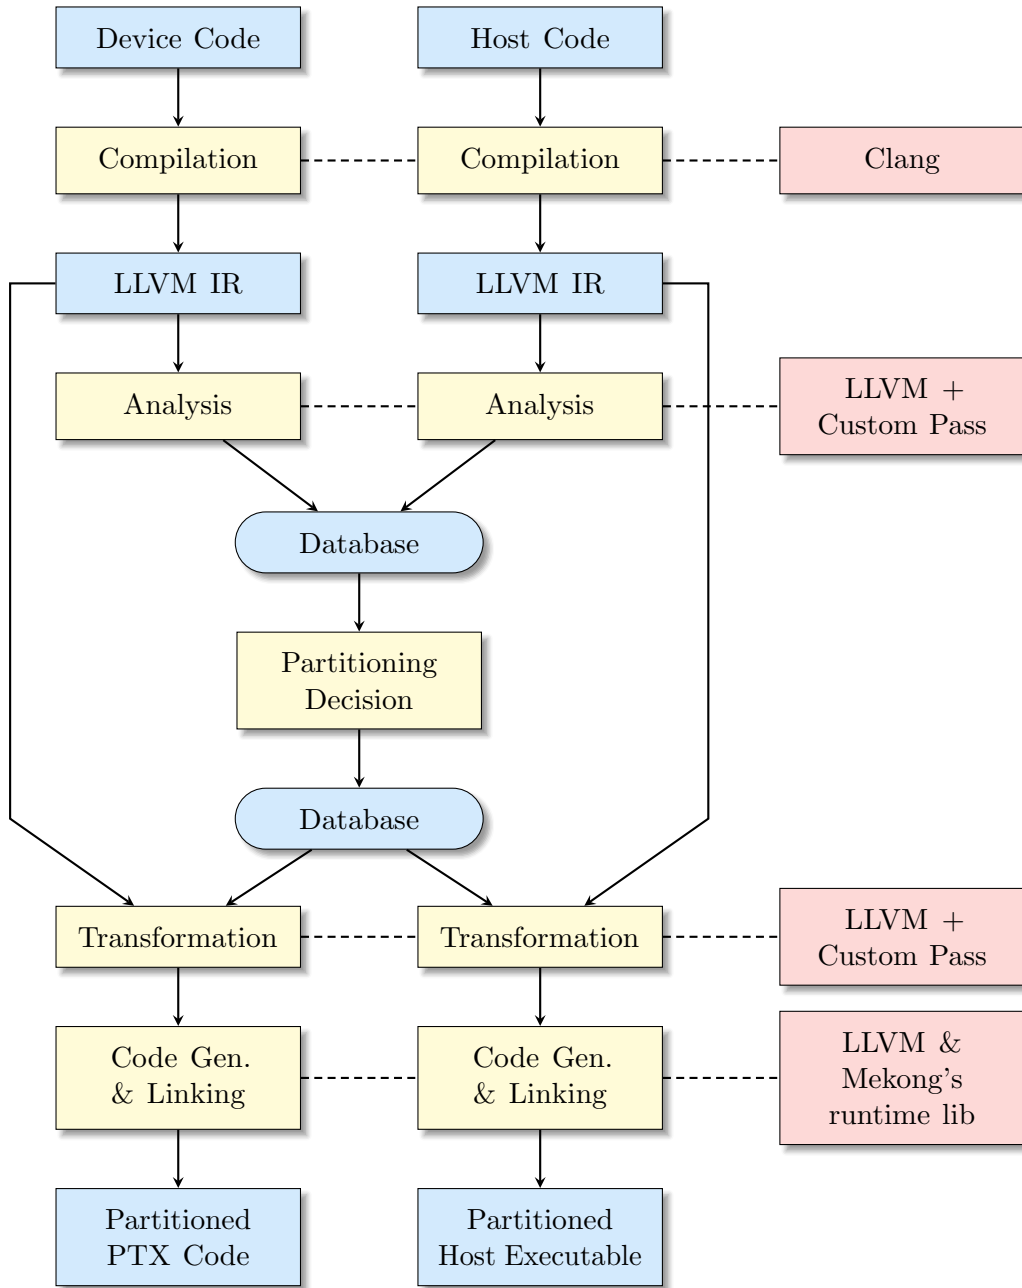 Device Code
Host Code
Compilation
Compilation
Clang
LLVM IR
LLVM IR
Analysis
Analysis
LLVM +
Custom Pass
Database
Partitioning
Decision
Database
Transformation
Transformation
LLVM +
Custom Pass
Code Gen.
& Linking
Code Gen.
& Linking
LLVM &
Mekong's
runtime lib
Partitioned
PTX Code
Partitioned
Host Executable